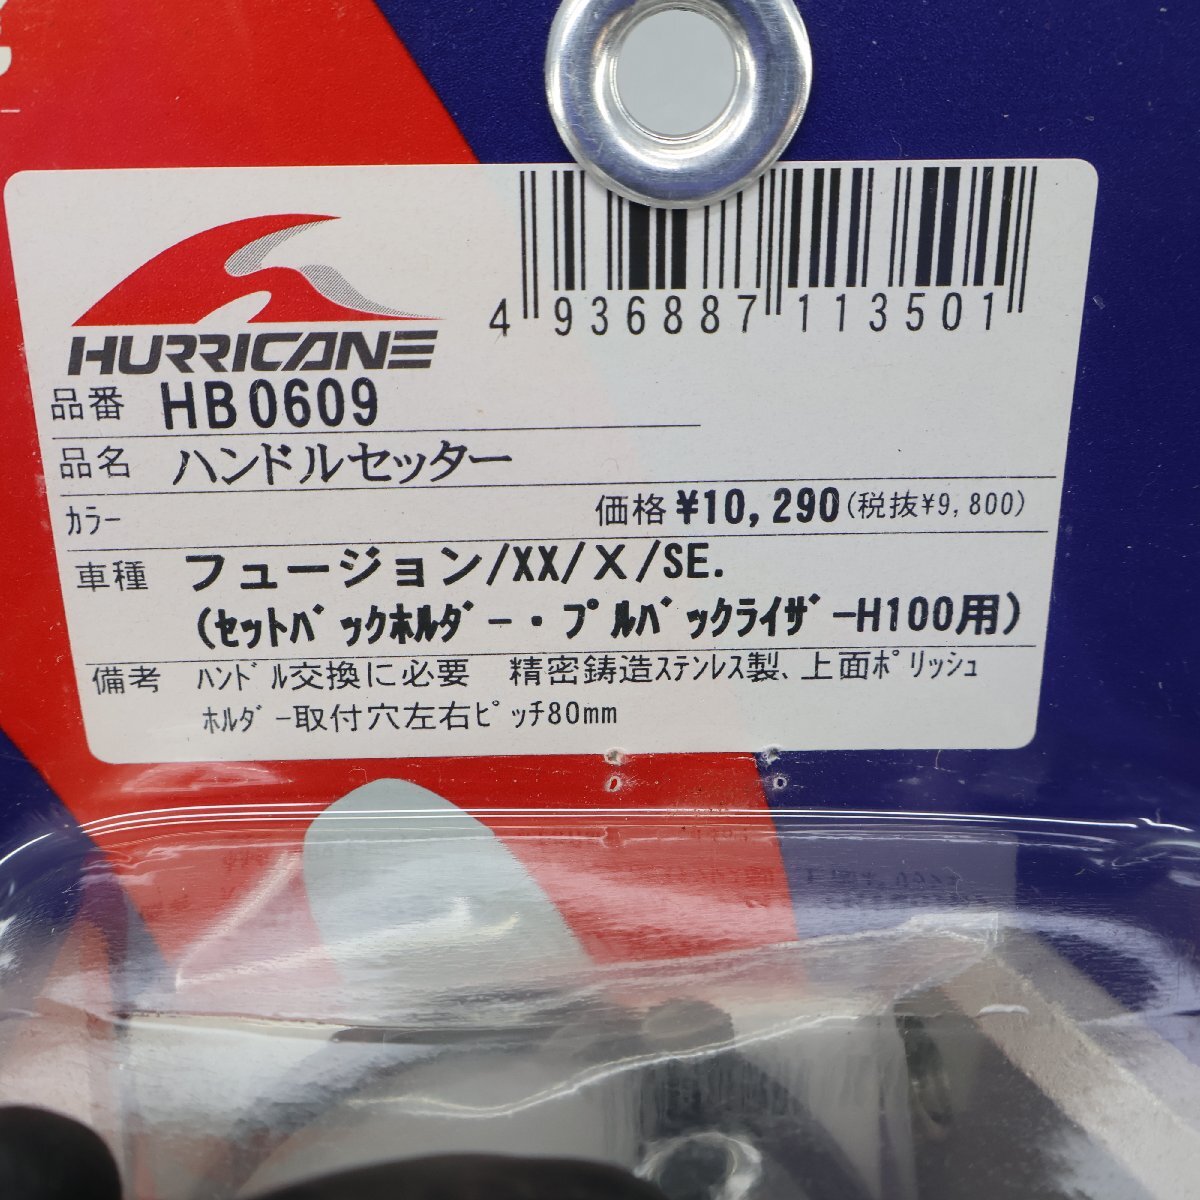 HURRICANE
4 936887 113501
品番 HB0609
品名 ハンドルセッター
カラー 価格 ¥10,290(税抜¥9,800)
車種 フュージョン/XX/X/SE.
(セットバックホルダー・プルバックライザーH100用)
備考 ハンドル交換に必要 精密鋳造ステンレス製、上面ポリッシュ
ホルダー取付穴左右ピッチ80mm